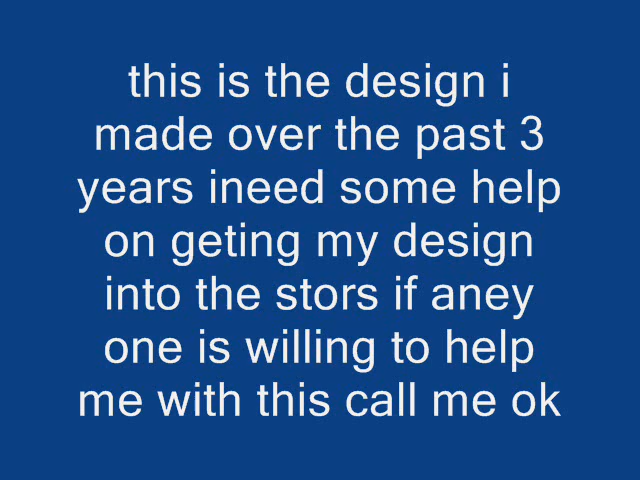 this is the design i
made over the past 3
years ineed some help
on geting my design
into the stors if aney
one is willing to help
me with this call me ok